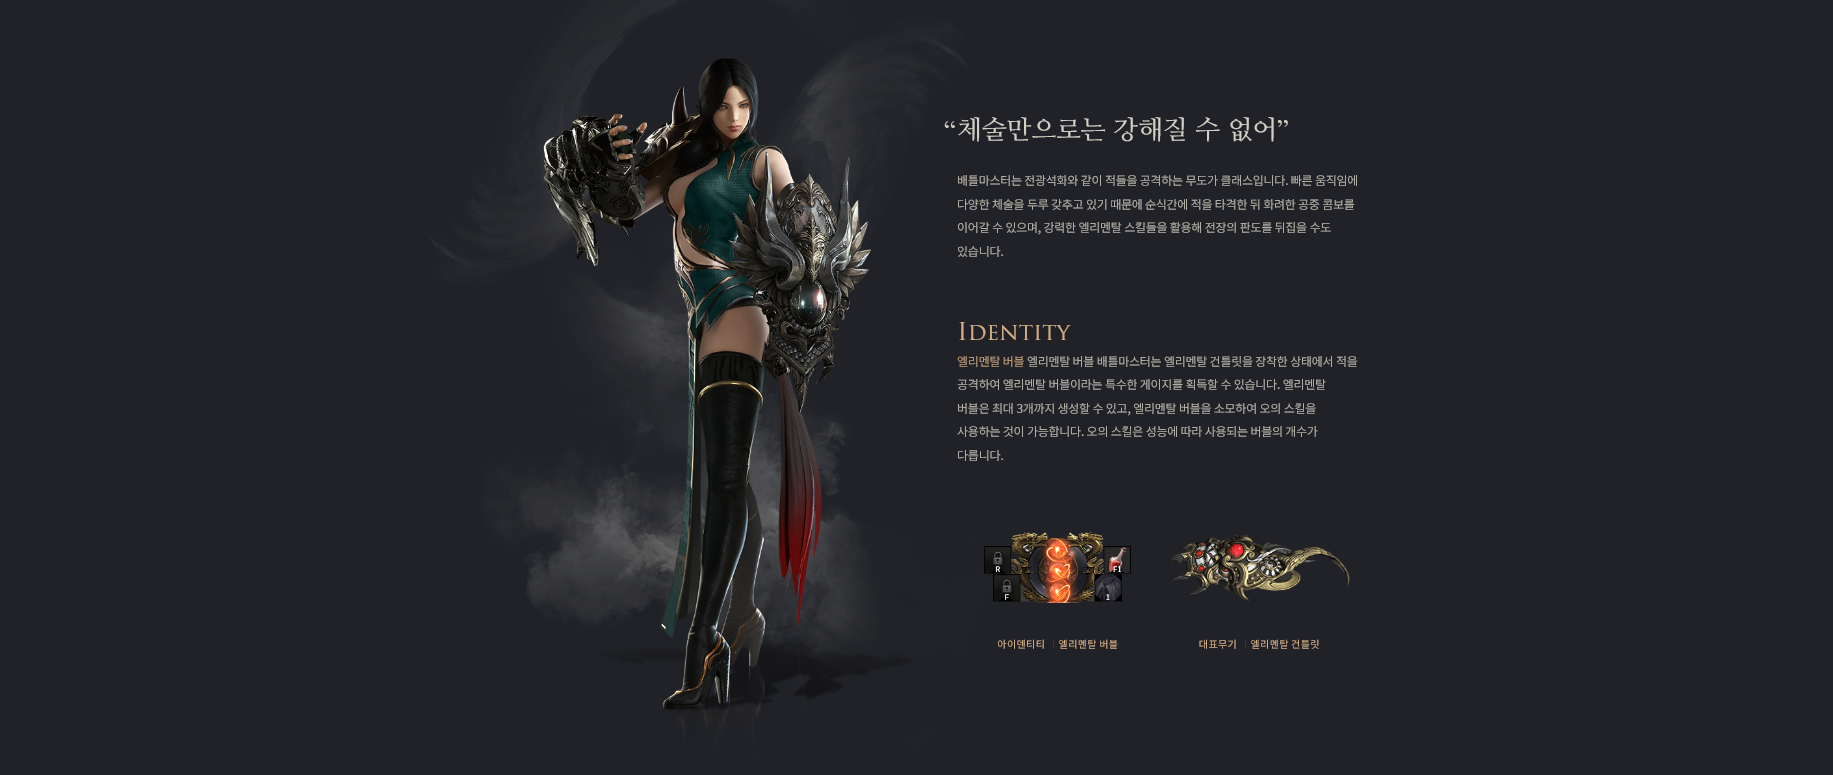 “체술만으로는 강해질 수 없어”
배틀마스터는 전광석화와 같이 적들을 공격하는 무도가 클래스입니다. 빠른 움직임에
다양한 체술을 두루 갖추고 있기 때문에 순식간에 적을 타격한 뒤 화려한 공중 콤보를
이어갈 수 있으며, 강력한 엘리멘탈 스킬들을 활용해 전장의 판도를 뒤집을 수도
있습니다.
IDENTITY
엘리멘탈 버블 엘리멘탈 버블 배틀마스터는 엘리멘탈 건틀릿을 장착한 상태에서 적을
공격하여 엘리멘탈 버블이라는 특수한 게이지를 획득할 수 있습니다. 엘리멘탈
버블은 최대 3개까지 생성할 수 있고, 엘리멘탈 버블을 소모하여 오의 스킬을
사용하는 것이 가능합니다. 오의 스킬은 성능에 따라 사용되는 버블의 개수가
다릅니다.
R F1
F 1
아이덴티티 | 엘리멘탈 버블
대표무기 | 엘리멘탈 건틀릿